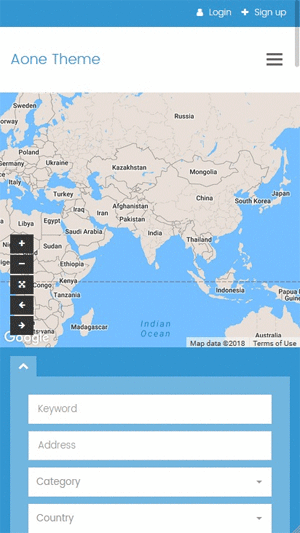 Login Sign up
Aone Theme
Sweden
Russia
Norway
Poland
Germany
Ukraine
Kazakhstan
Mongolia
Italy
Turkey
China
Japan
South Korea
Iraq
Iran
Afghanistan
Pakistan
Libya
Egypt
Saudi Arabia
India
Thailand
Sudan
Ethiopia
Congo
Kenya
Indonesia
Papua
Guinea
Tanzania
Madagascar
Indian
Ocean
Australia
Google
Map data ©2018 Terms of Use
Keyword
Address
Category
Country